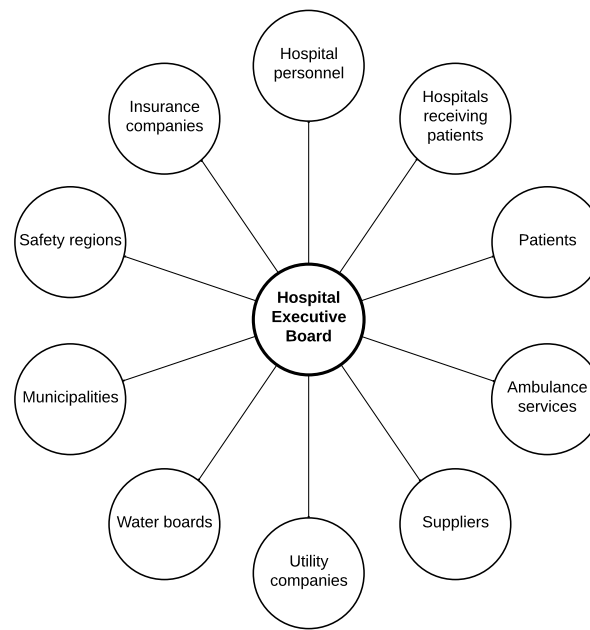 Hospital
personnel
Insurance
companies
Hospitals
receiving
patients
Safety regions
Patients
Hospital
Executive
Board
Municipalities
Ambulance
services
Water boards
Suppliers
Utility
companies